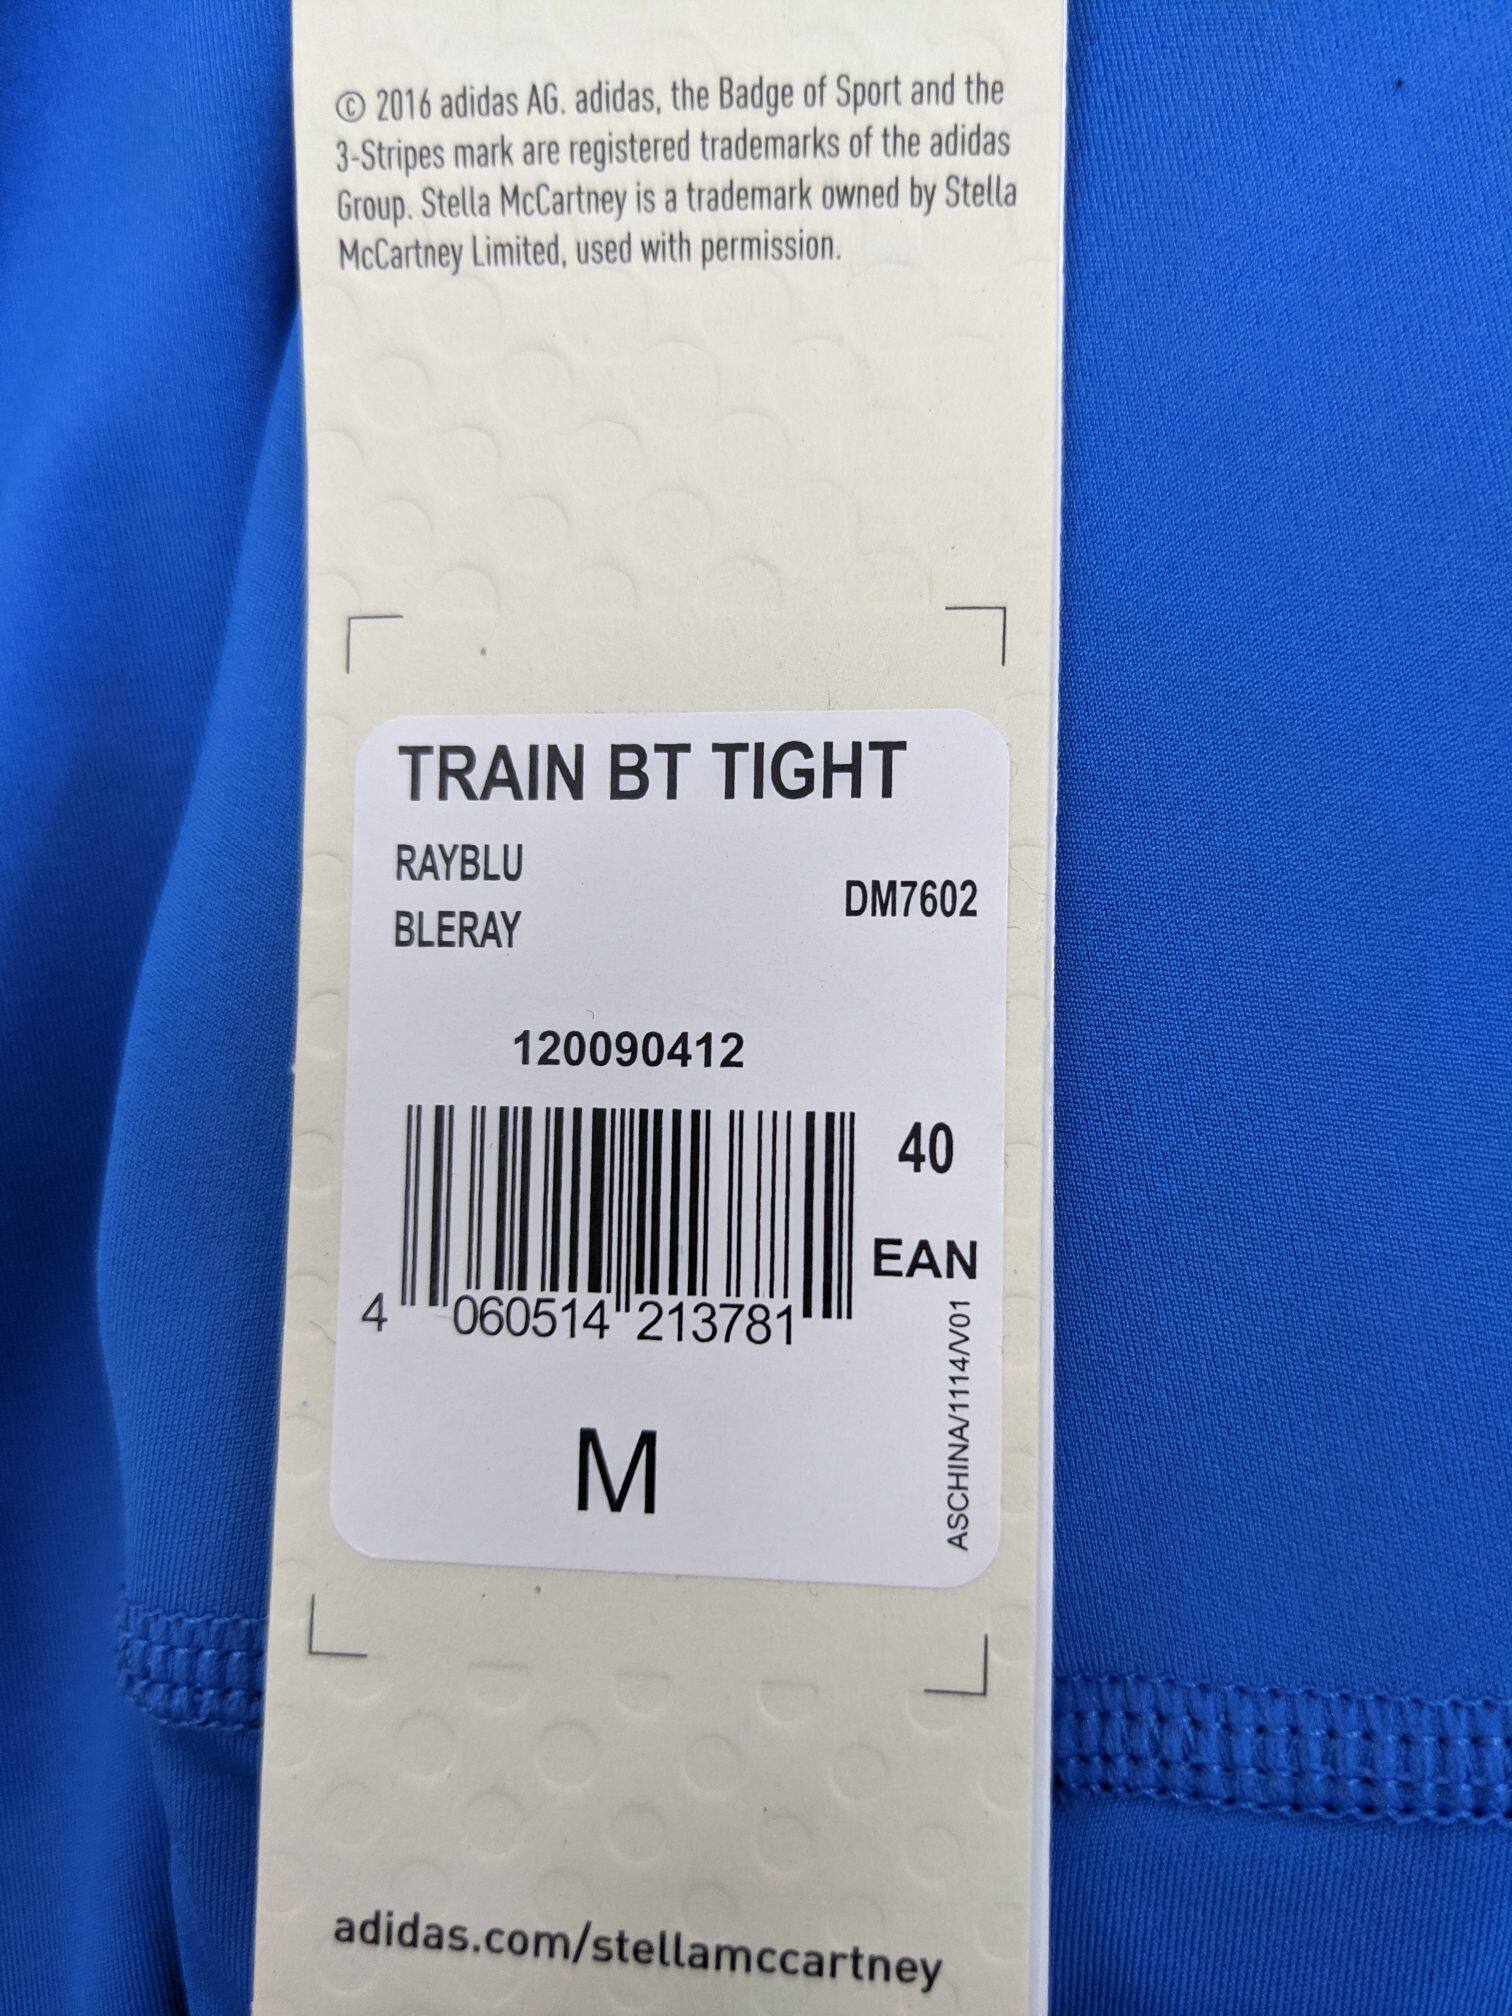 © 2016 adidas AG. adidas, the Badge of Sport and the
3-Stripes mark are registered trademarks of the adidas
Group. Stella McCartney is a trademark owned by Stella
McCartney Limited, used with permission.
TRAIN BT TIGHT
RAYBLU
BLERAY
DM7602
120090412
40
EAN
4 060514 213781
ASCHINA/1114/V01
M
adidas.com/stellamccartney